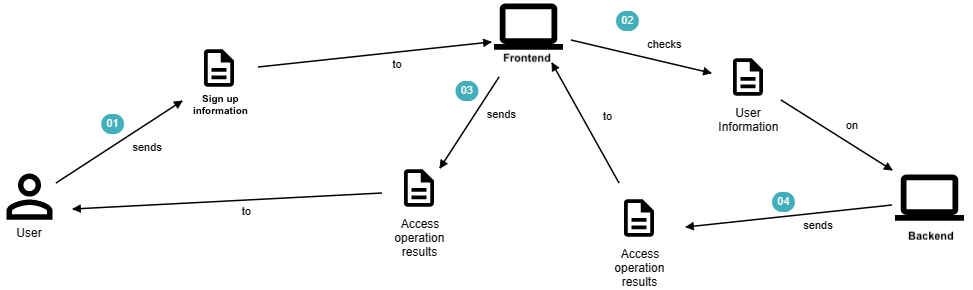 01
sends
Sign up
information
to
Frontend
02
checks
User
Information
on
Backend
04
sends
Access
operation
results
to
03
sends
Access
operation
results
to
User